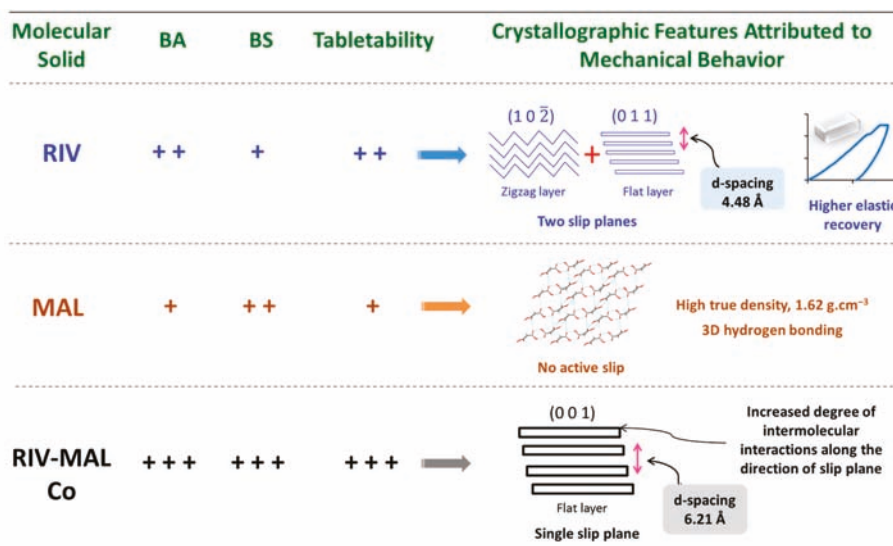 Molecular
Solid
BA
BS
Tabletability
Crystallographic Features Attributed to
Mechanical Behavior
RIV
+ +
+
+ +
(1 0 2̄)
+
(0 1 1)
Zigzag layer
Flat layer
Two slip planes
d-spacing
4.48 Å
Higher elastic
recovery
MAL
+
+ +
+
No active slip
High true density, 1.62 g.cm⁻³
3D hydrogen bonding
RIV-MAL
Co
+ + +
+ + +
+ + +
(0 0 1)
Flat layer
Single slip plane
d-spacing
6.21 Å
Increased degree of
intermolecular
interactions along the
direction of slip plane